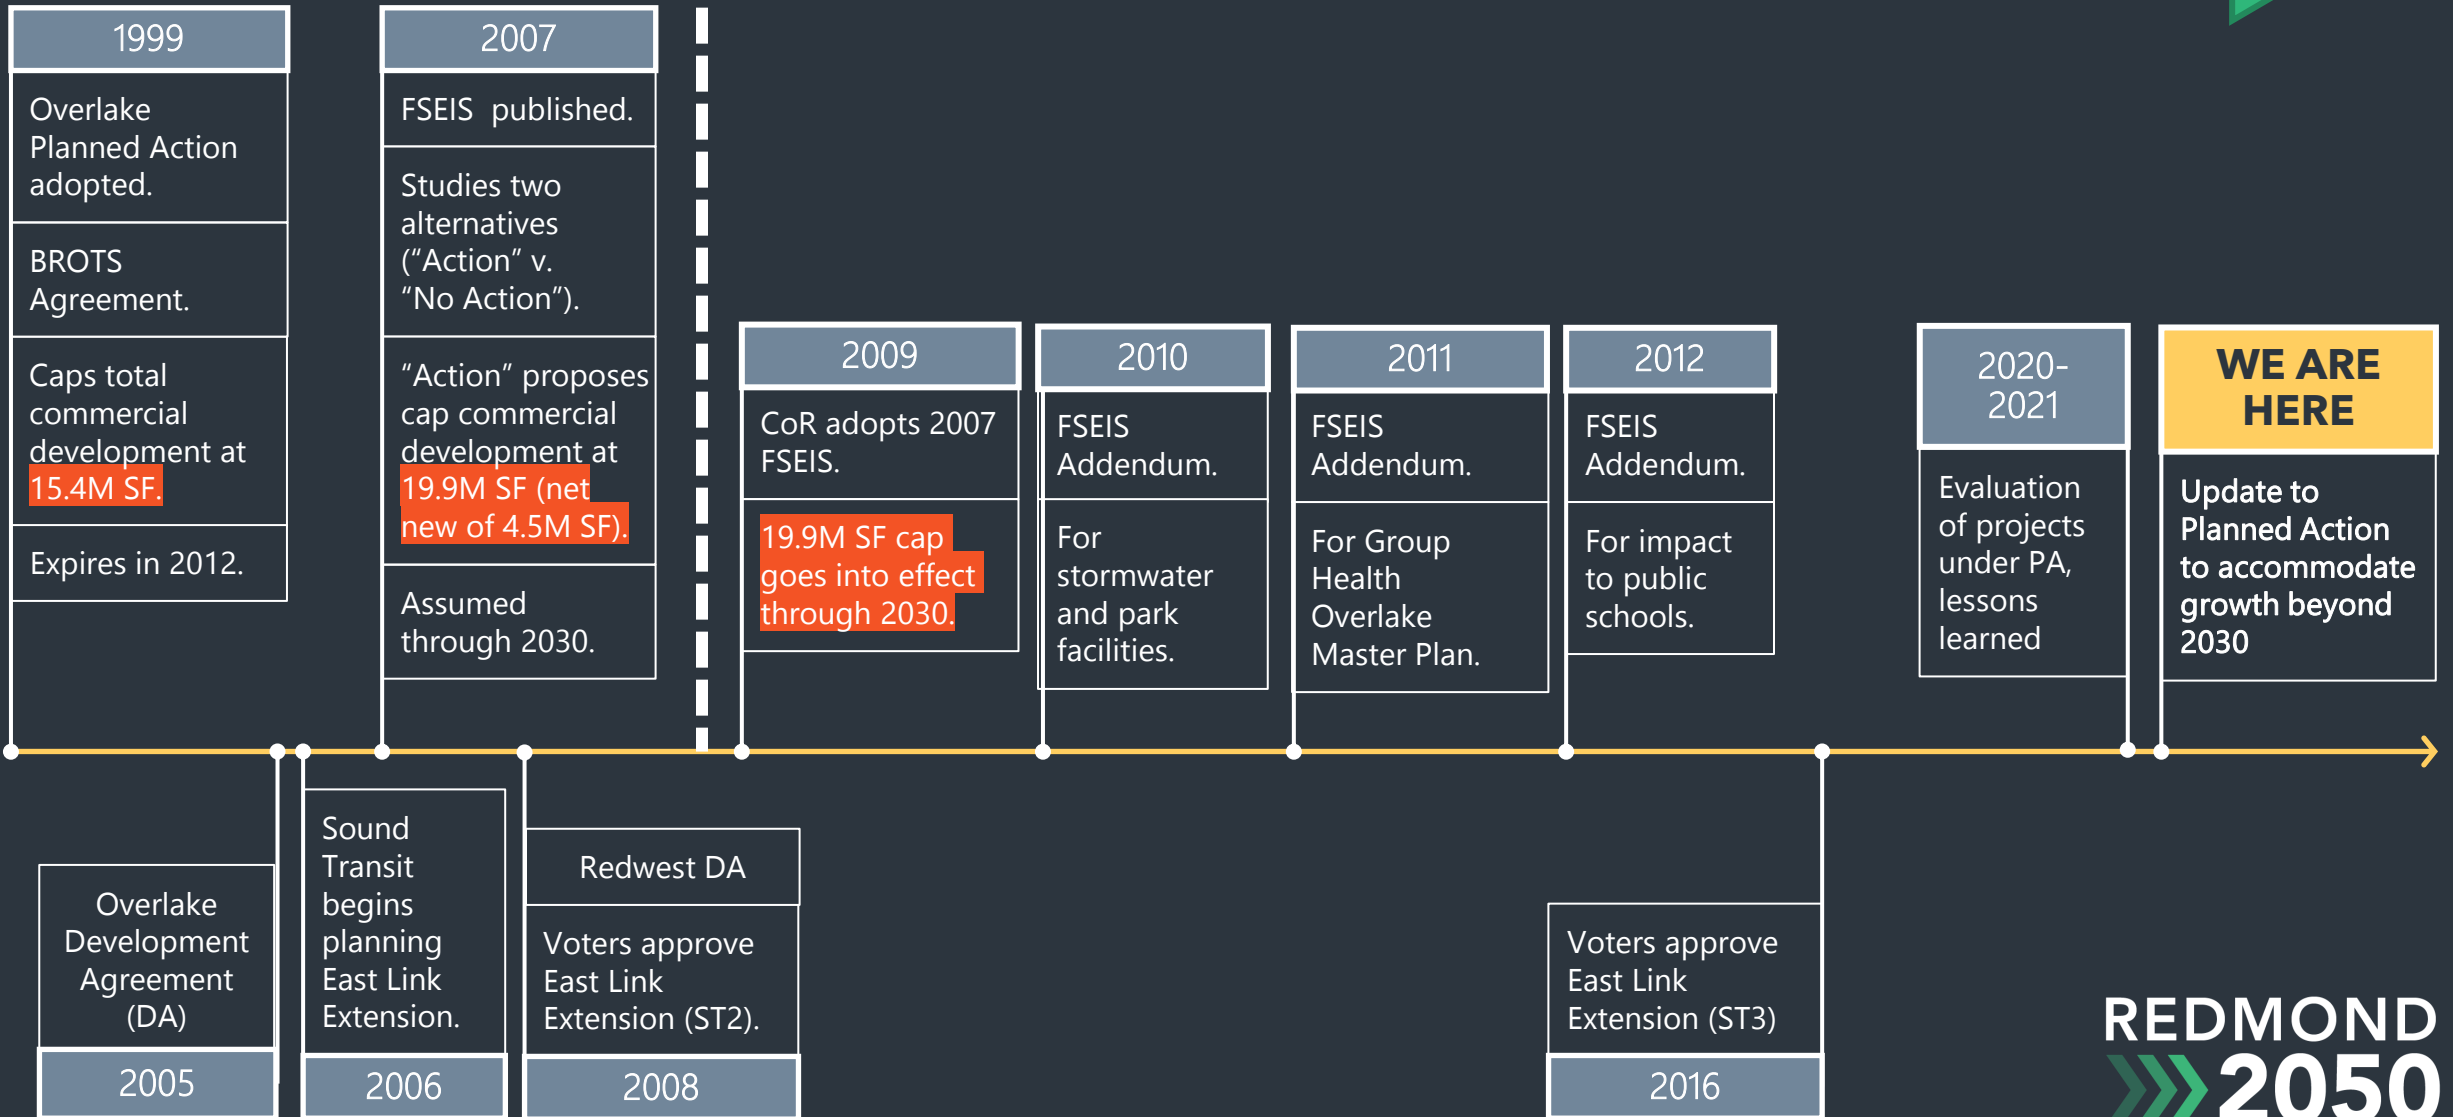 1999
Overlake
Planned Action
adopted.
BROTS
Agreement.
Caps total
commercial
development at
15.4M SF.
Expires in 2012.
2007
FSEIS  published.
Studies two
alternatives
(“Action” v.
“No Action”).
“Action” proposes
cap commercial
development at
19.9M SF (net
new of 4.5M SF).
Assumed
through 2030.
2009
CoR adopts 2007
FSEIS.
19.9M SF cap
goes into effect
through 2030.
2010
FSEIS
Addendum.
For
stormwater
and park
facilities.
2011
FSEIS
Addendum.
For Group
Health
Overlake
Master Plan.
2012
FSEIS
Addendum.
For impact
to public
schools.
2020-
2021
Evaluation
of projects
under PA,
lessons
learned
WE ARE
HERE
Update to
Planned Action
to accommodate
growth beyond
2030
Overlake
Development
Agreement
(DA)
2005
Sound
Transit
begins
planning
East Link
Extension.
2006
Redwest DA
Voters approve
East Link
Extension (ST2).
2008
Voters approve
East Link
Extension (ST3)
2016
REDMOND
2050